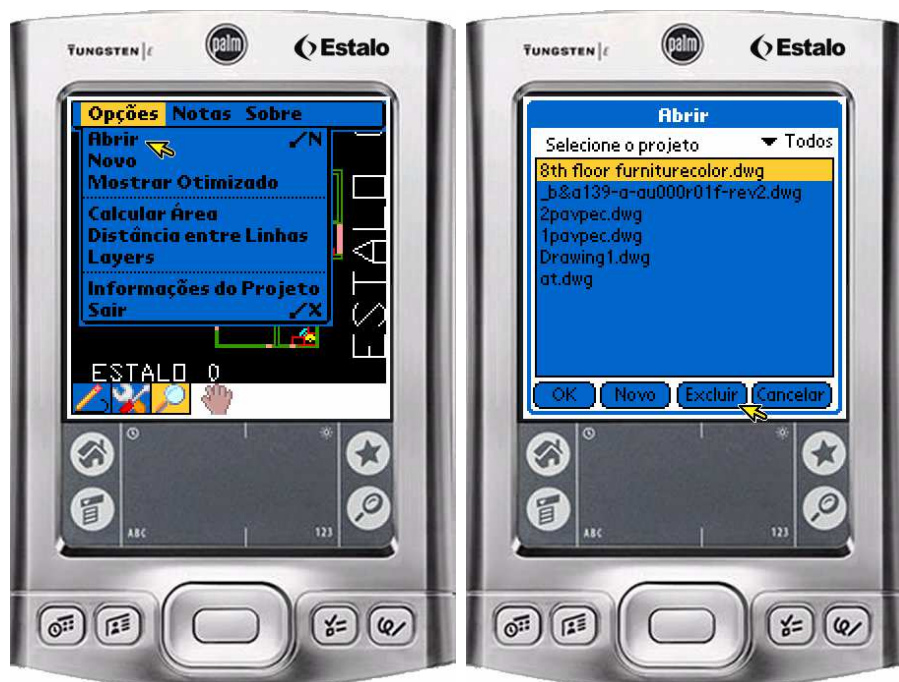 TUNGSTEN | E
palm
Estalo
Opções Notas Sobre
Abrir /N
Novo
Mostrar Otimizado
Calcular Área
Distância entre Linhas
Layers
Informações do Projeto
Sair /X
ESTALO
ESTALO 0
ABC
123
TUNGSTEN | E
palm
Estalo
Abrir
Selecione o projeto
Todos
8th floor furniturecolor.dwg
_b&a139-a-au000r01f-rev2.dwg
2pavpec.dwg
1pavpec.dwg
Drawing1.dwg
at.dwg
OK Novo Excluir Cancelar
ABC
123